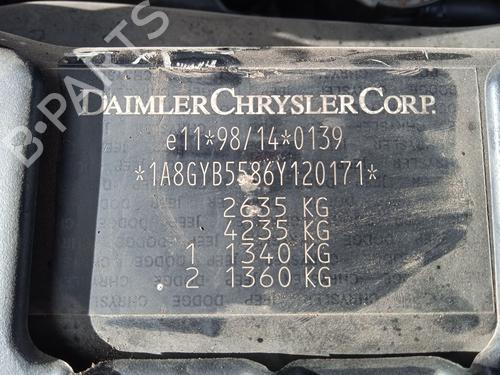 B-PARTS
DAIMLERCHRYSLER CORP.
e11*98/14*0139
*1A8GYB5586Y120171*
2635 KG
4235 KG
1 1340 KG
2 1360 KG